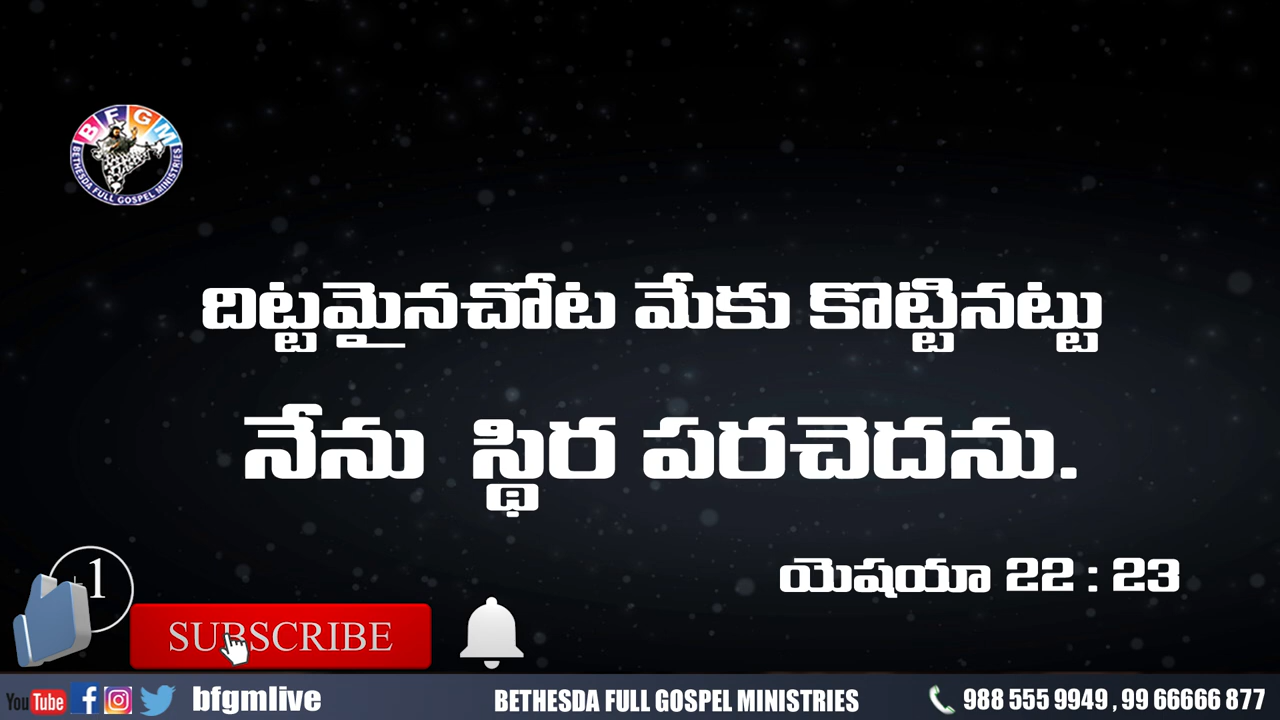 BFGM
BETHESDA FULL GOSPEL MINISTRIES
దిట్టమైనచోట మేకు కొట్టినట్టు
నేను స్థిర పరచెదను.
యెషయా 22 : 23
+1
SUBSCRIBE
YouTube bfgmlive BETHESDA FULL GOSPEL MINISTRIES 988 555 9949 , 99 66666 877